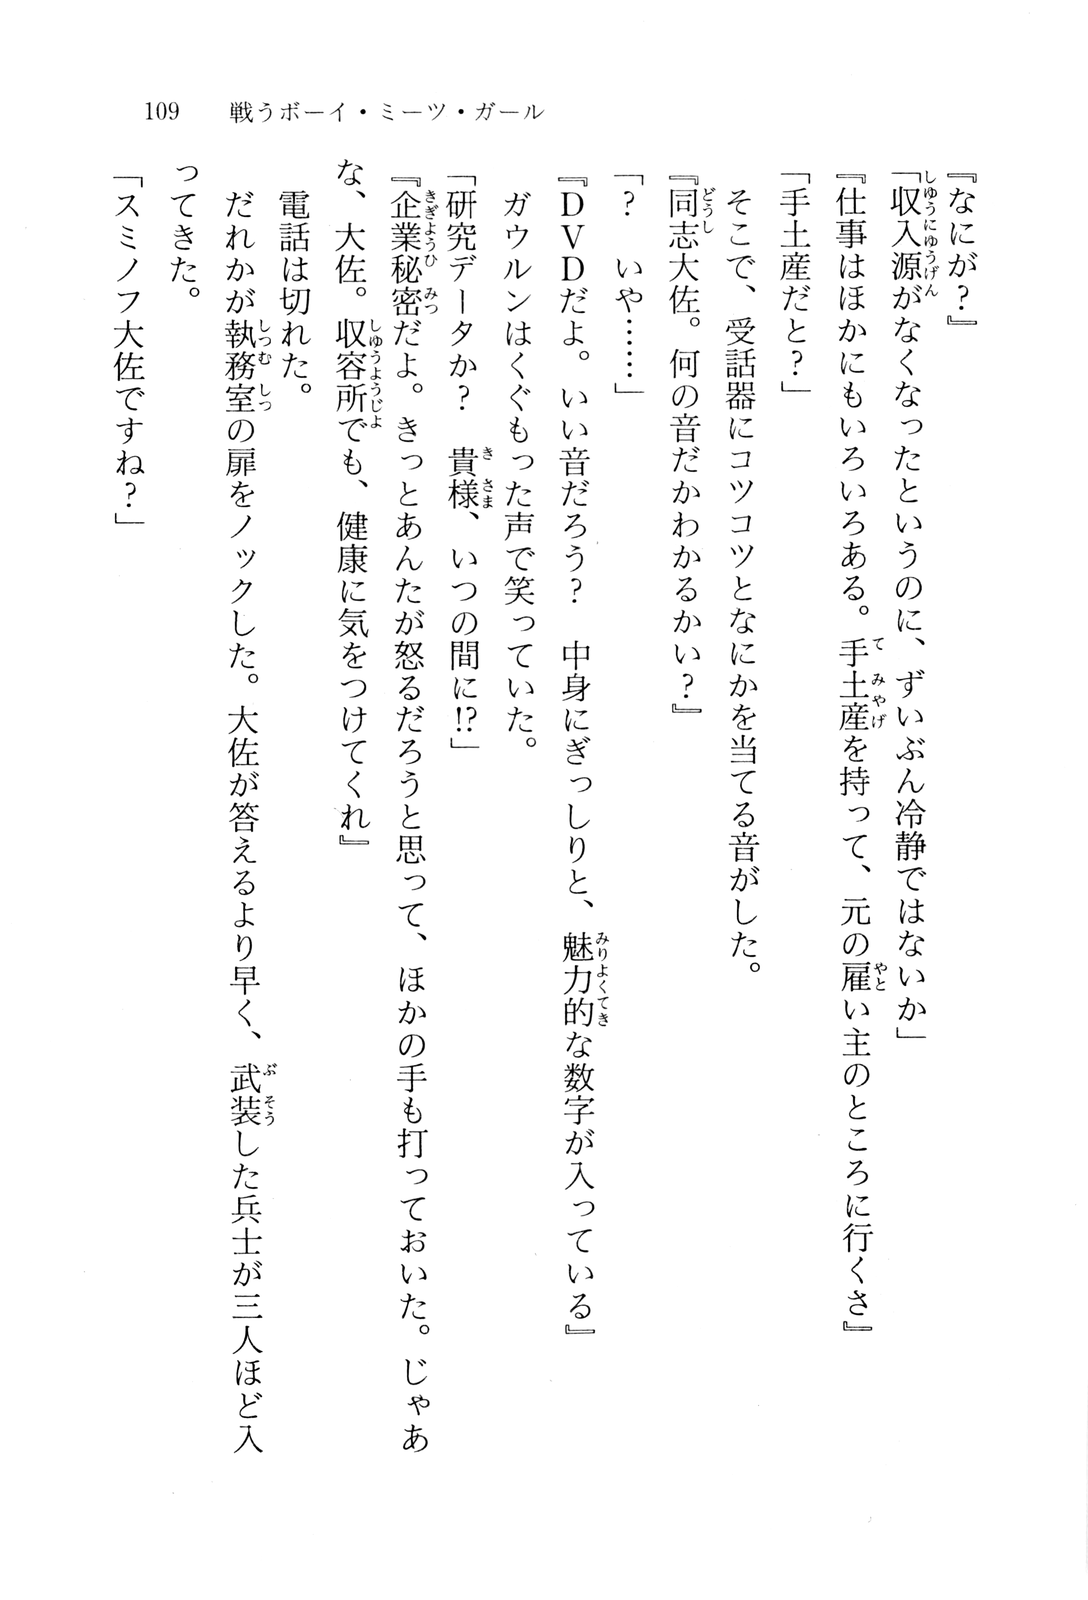 109 戦うボーイ・ミーツ・ガール
『なにが？』
「収入源がなくなったというのに、ずいぶん冷静ではないか」
『仕事はほかにもいろいろある。手土産を持って、元の雇い主のところに行くさ』
「手土産だと？」
そこで、受話器にコツコツとなにかを当てる音がした。
『同志大佐。何の音だかわかるかい？』
「？　いや……」
『ＤＶＤだよ。いい音だろう？　中身にぎっしりと、魅力的な数字が入っている』
ガウルンはくぐもった声で笑っていた。
「研究データか？　貴様、いつの間に!?」
『企業秘密だよ。きっとあんたが怒るだろうと思って、ほかの手も打っておいた。じゃあ
な、大佐。収容所でも、健康に気をつけてくれ』
電話は切れた。
だれかが執務室の扉をノックした。大佐が答えるより早く、武装した兵士が三人ほど入
ってきた。
「スミノフ大佐ですね？」